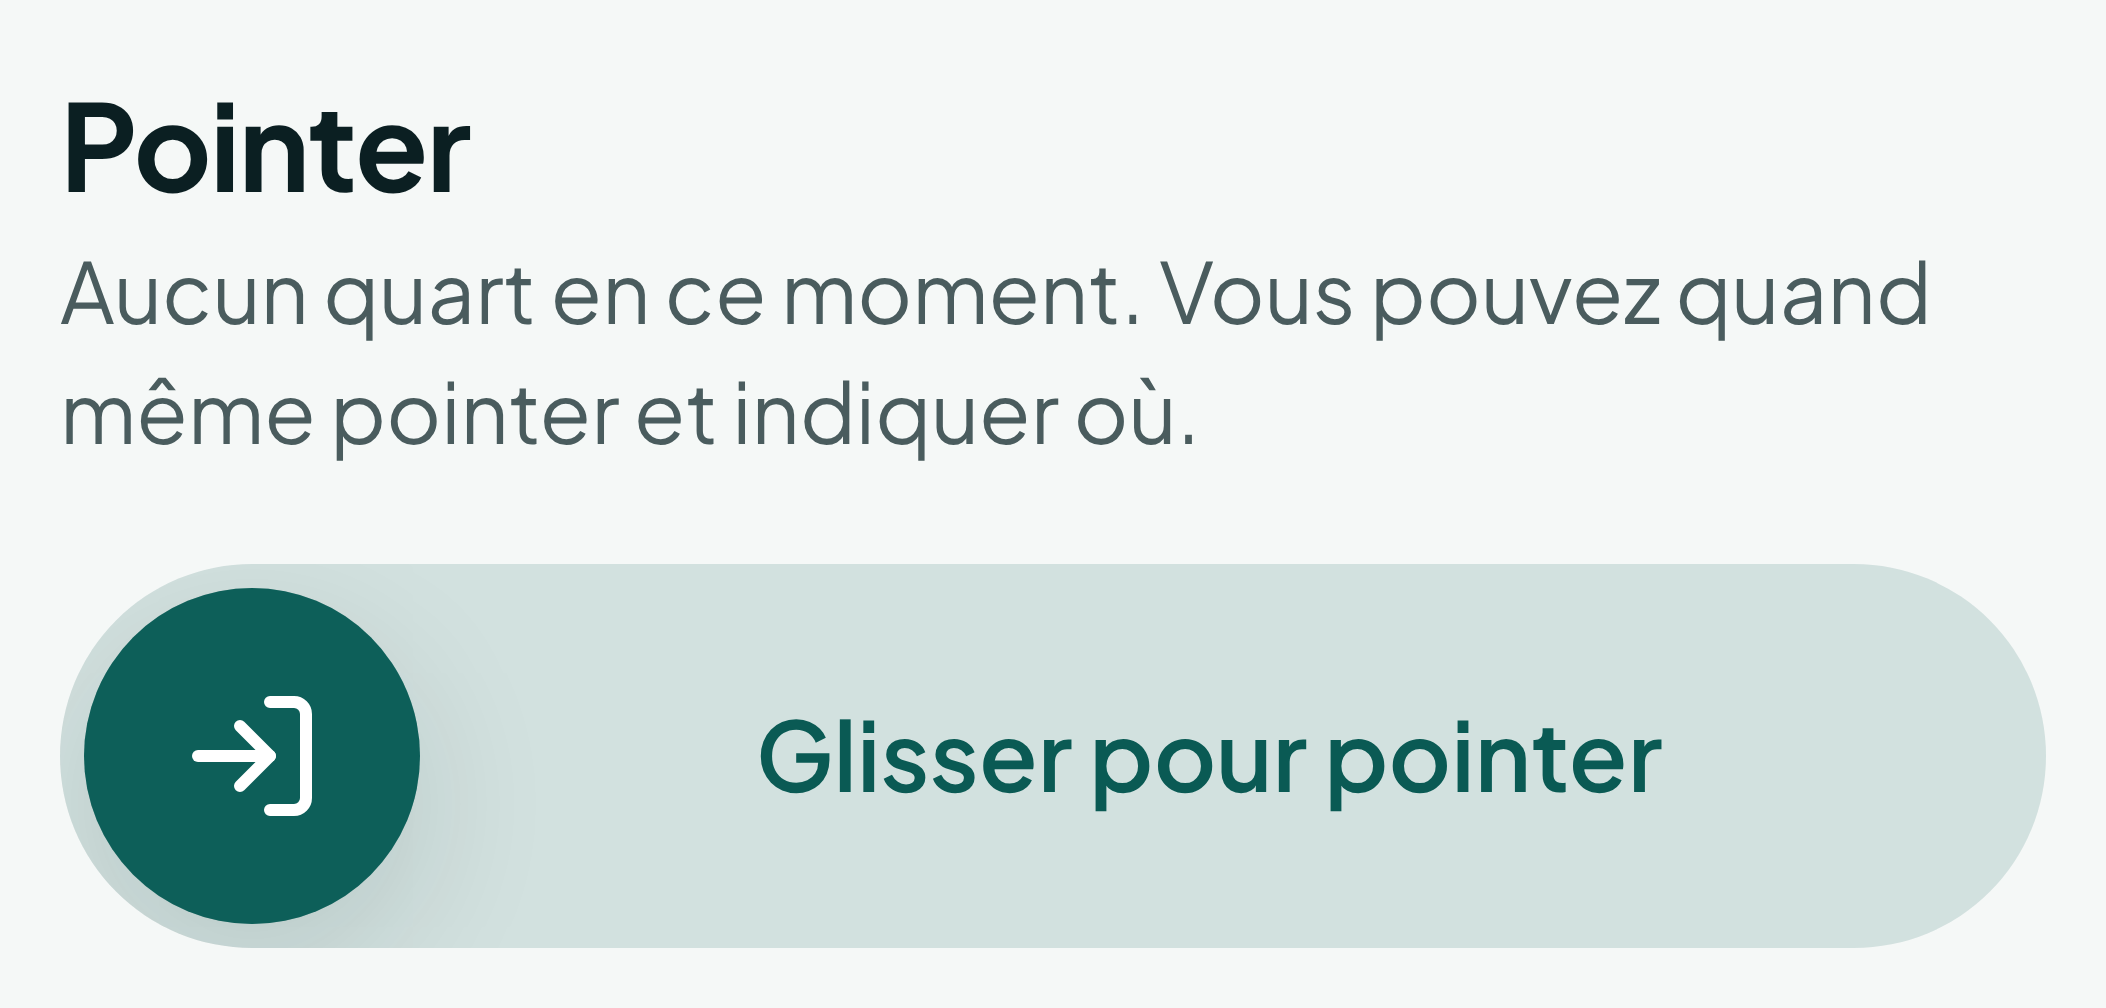 Pointer
Aucun quart en ce moment. Vous pouvez quand
même pointer et indiquer où.
Glisser pour pointer